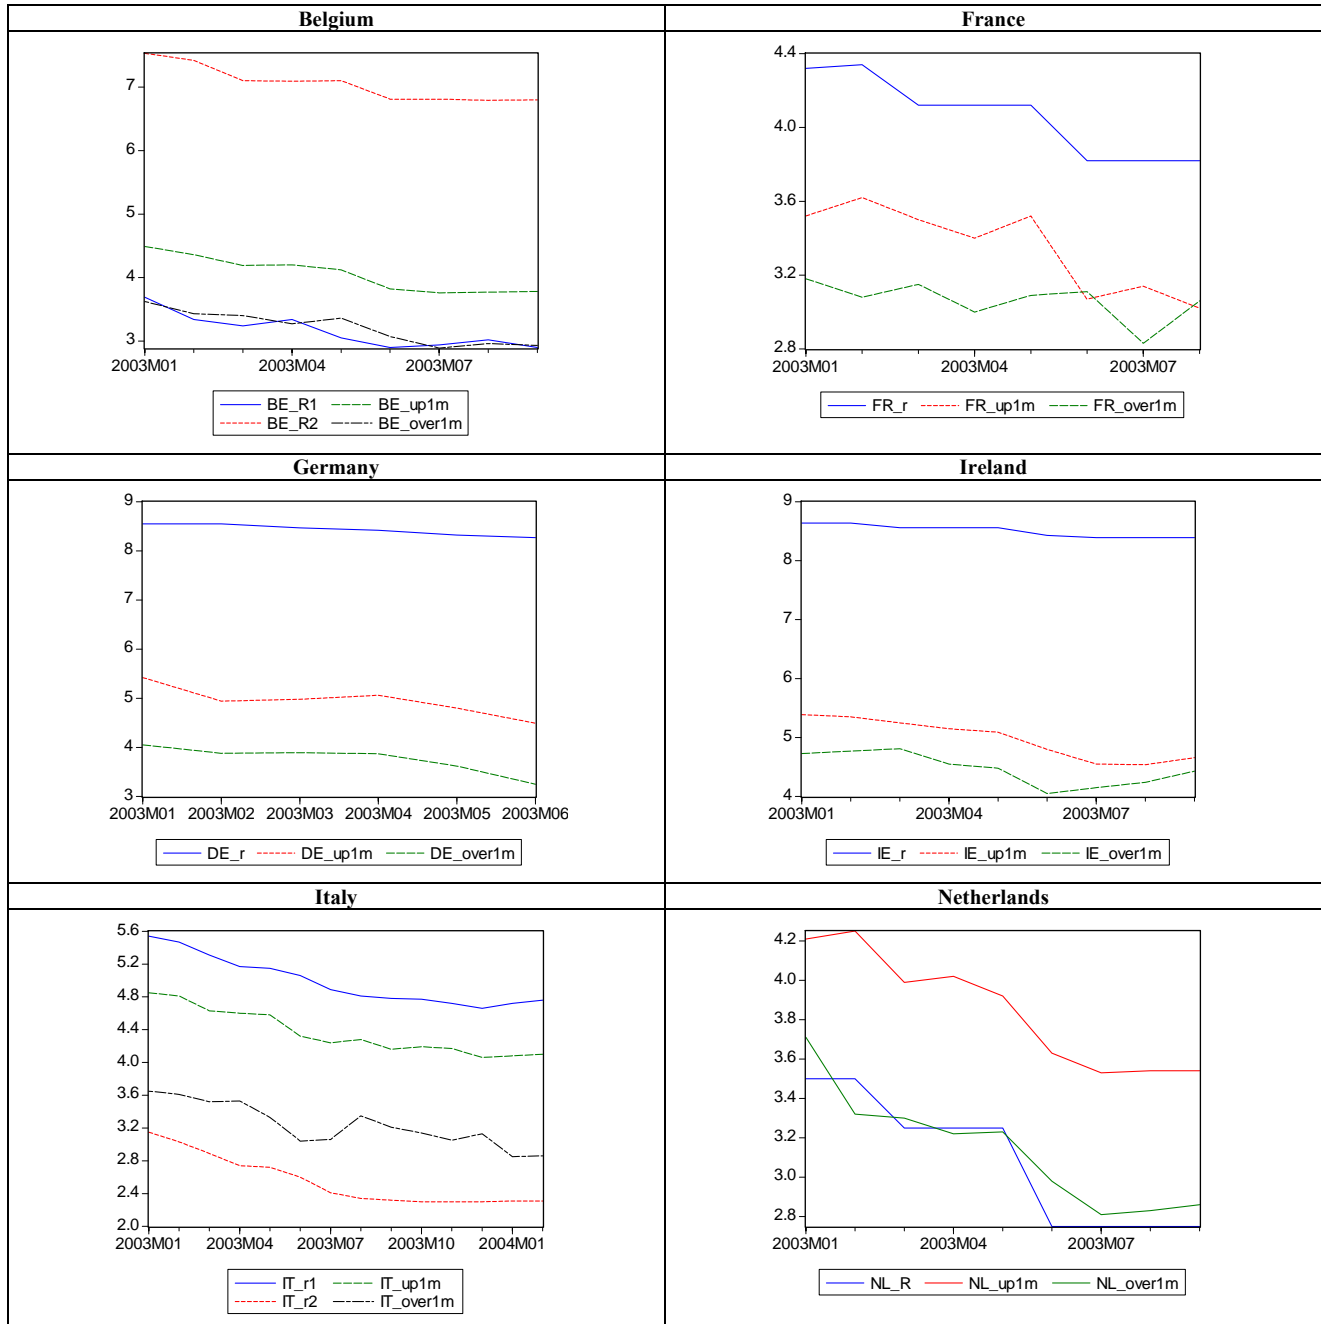 Belgium
France
7
6
5
4
3
2003M01 2003M04 2003M07
BE_R1 BE_up1m
BE_R2 BE_over1m
4.4
4.0
3.6
3.2
2.8
2003M01 2003M04 2003M07
FR_r FR_up1m FR_over1m
Germany
Ireland
9
8
7
6
5
4
3
2003M01 2003M02 2003M03 2003M04 2003M05 2003M06
DE_r DE_up1m DE_over1m
9
8
7
6
5
4
2003M01 2003M04 2003M07
IE_r IE_up1m IE_over1m
Italy
Netherlands
5.6
5.2
4.8
4.4
4.0
3.6
3.2
2.8
2.4
2.0
2003M01 2003M04 2003M07 2003M10 2004M01
IT_r1 IT_up1m
IT_r2 IT_over1m
4.2
4.0
3.8
3.6
3.4
3.2
3.0
2.8
2003M01 2003M04 2003M07
NL_R NL_up1m NL_over1m